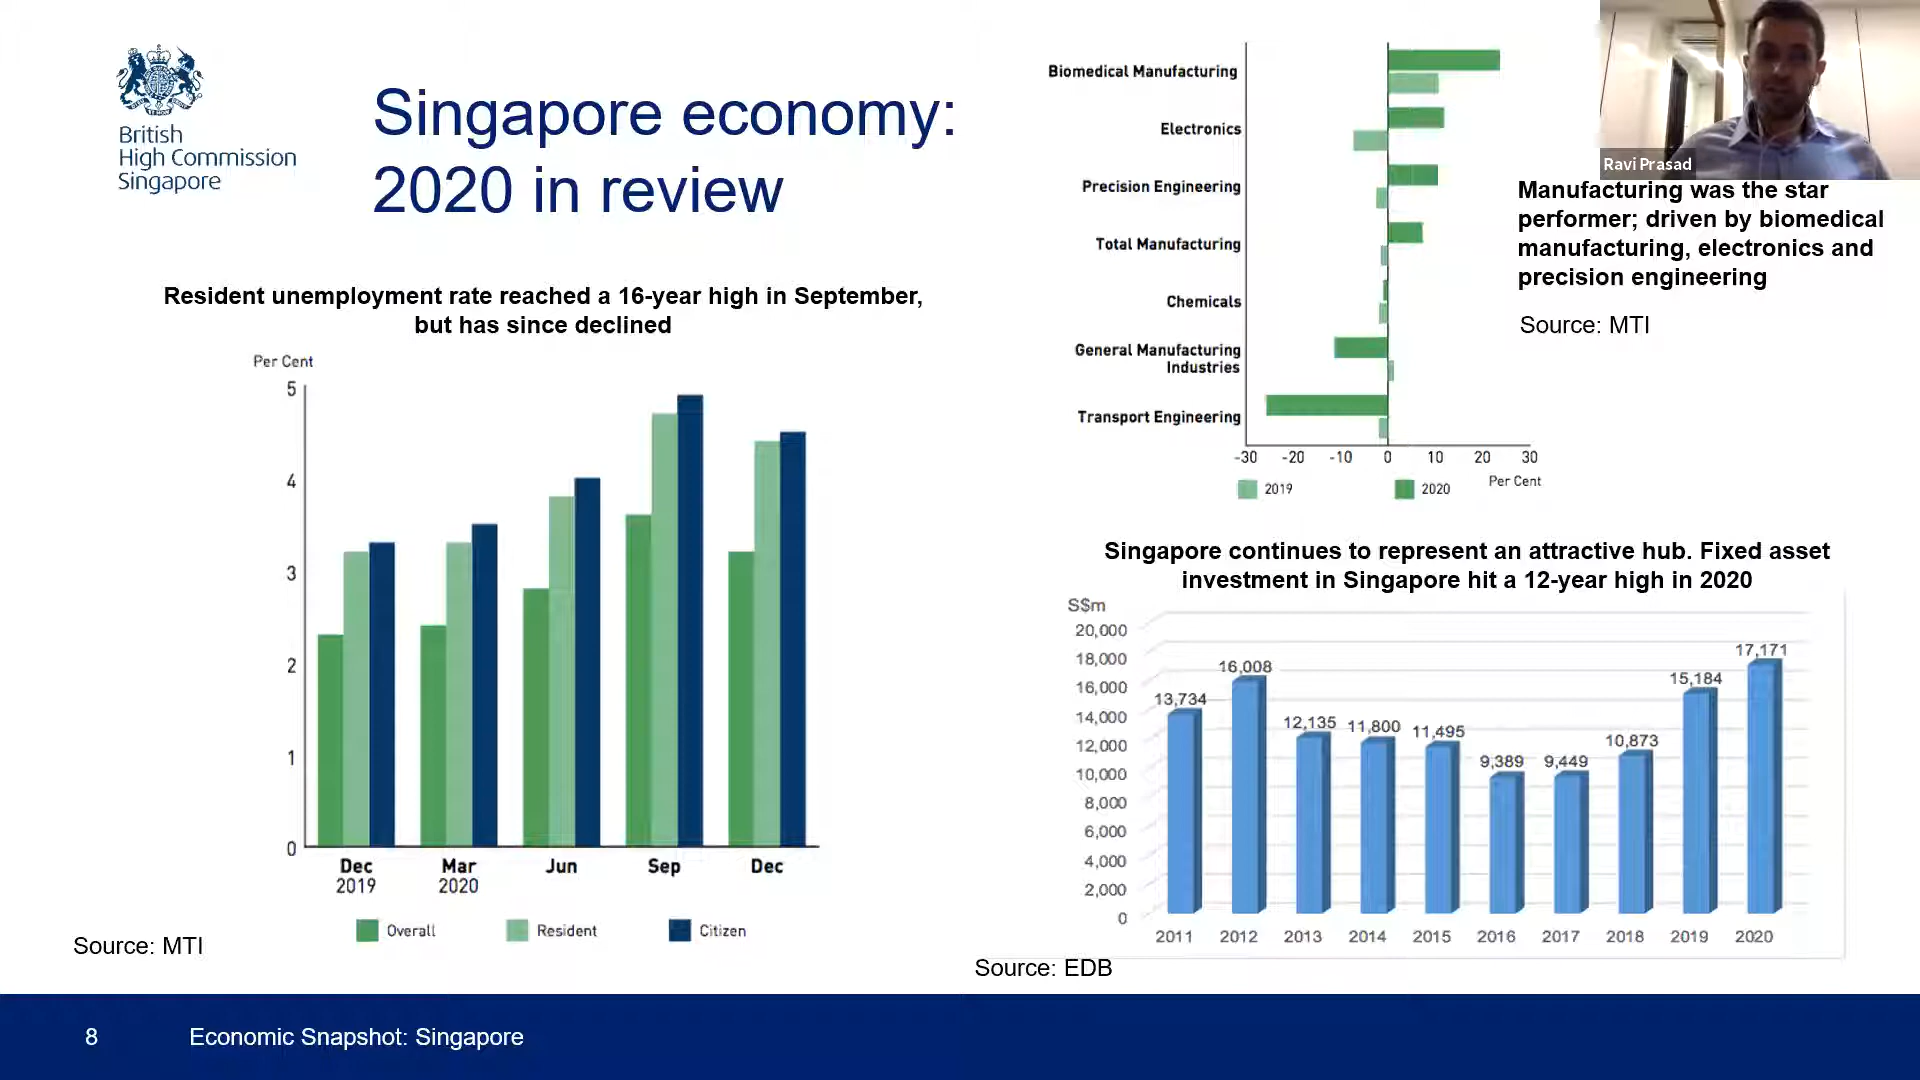 British
High Commission
Singapore
Singapore economy:
2020 in review
Resident unemployment rate reached a 16-year high in September,
but has since declined
Per Cent
5
4
3
2
1
0
Dec
2019
Mar
2020
Jun
Sep
Dec
Overall
Resident
Citizen
Source: MTI
Biomedical Manufacturing
Electronics
Precision Engineering
Total Manufacturing
Chemicals
General Manufacturing
Industries
Transport Engineering
-30 -20 -10 0 10 20 30
Per Cent
2019
2020
Ravi Prasad
Manufacturing was the star
performer; driven by biomedical
manufacturing, electronics and
precision engineering
Source: MTI
Singapore continues to represent an attractive hub. Fixed asset
investment in Singapore hit a 12-year high in 2020
S$m
20,000
18,000
16,000
14,000
12,000
10,000
8,000
6,000
4,000
2,000
0
13,734
16,008
12,135
11,800
11,495
9,389
9,449
10,873
15,184
17,171
2011 2012 2013 2014 2015 2016 2017 2018 2019 2020
Source: EDB
8
Economic Snapshot: Singapore